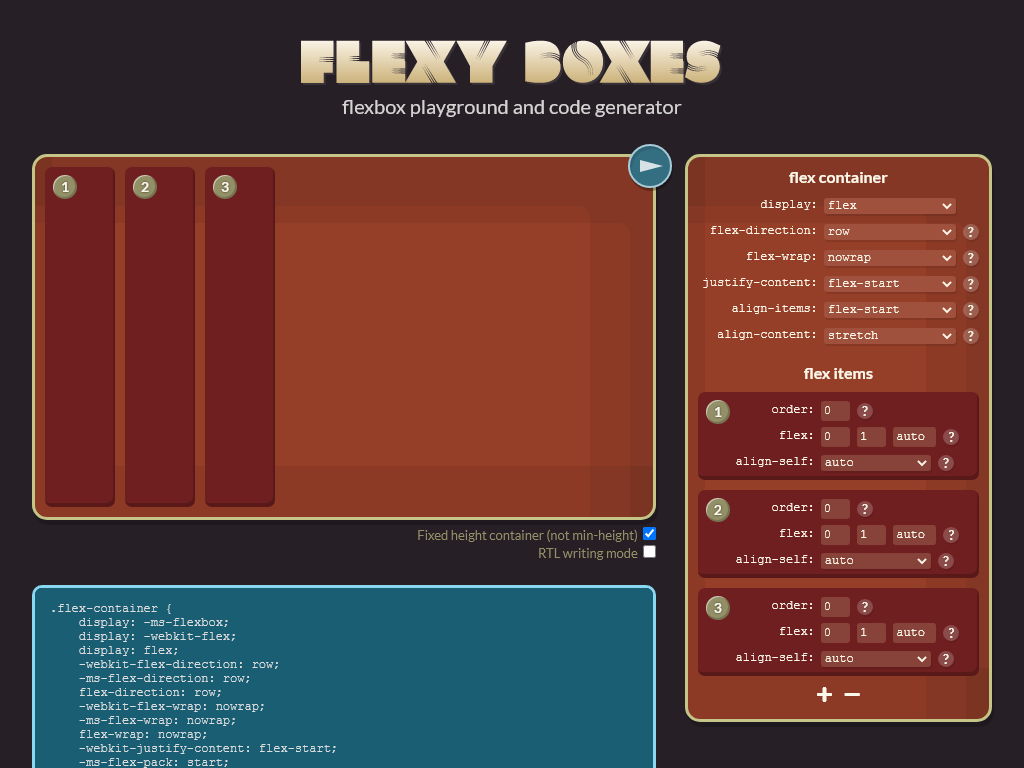 FLEXY BOXES
flexbox playground and code generator
1 2 3
Fixed height container (not min-height)
RTL writing mode
.flex-container {
display: -ms-flexbox;
display: -webkit-flex;
display: flex;
-webkit-flex-direction: row;
-ms-flex-direction: row;
flex-direction: row;
-webkit-flex-wrap: nowrap;
-ms-flex-wrap: nowrap;
flex-wrap: nowrap;
-webkit-justify-content: flex-start;
-ms-flex-pack: start;
flex container
display: flex
flex-direction: row ?
flex-wrap: nowrap ?
justify-content: flex-start ?
align-items: flex-start ?
align-content: stretch ?
flex items
1 order: 0 ?
flex: 0 1 auto ?
align-self: auto ?
2 order: 0 ?
flex: 0 1 auto ?
align-self: auto ?
3 order: 0 ?
flex: 0 1 auto ?
align-self: auto ?
+ −